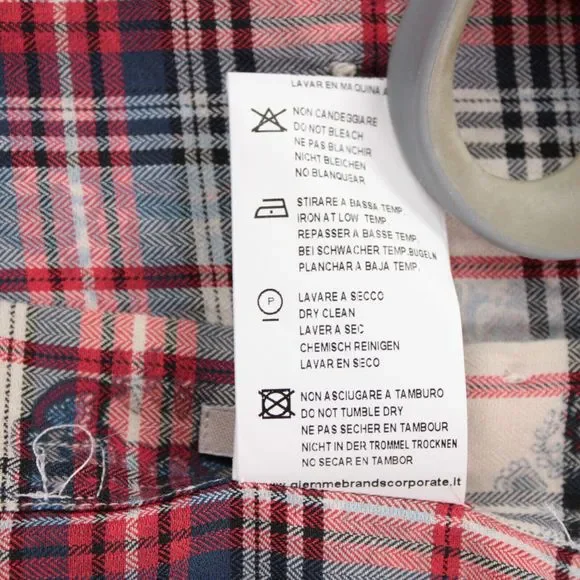 LAVAR EN MAQUINA A
NON CANDEGGIARE
DO NOT BLEACH
NE PAS BLANCHIR
NICHT BLEICHEN
NO BLANQUEAR
STIRARE A BASSA TEMP.
IRON AT LOW TEMP.
REPASSER A BASSE TEMP.
BEI SCHWACHER TEMP.BUGELN
PLANCHAR A BAJA TEMP.
P
LAVARE A SECCO
DRY CLEAN
LAVER A SEC
CHEMISCH REINIGEN
LAVAR EN SECO
NON ASCIUGARE A TAMBURO
DO NOT TUMBLE DRY
NE PAS SECHER EN TAMBOUR
NICHT IN DER TROMMEL TROCKNEN
NO SECAR EN TAMBOR
www.giemmebrandscorporate.it